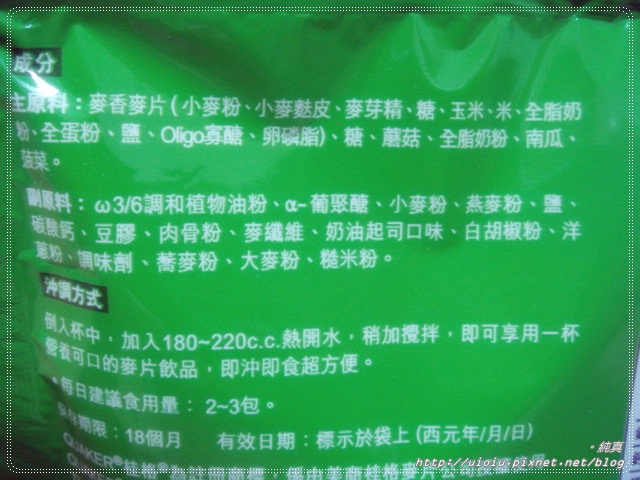 成分
主原料：麥香麥片(小麥粉、小麥麩皮、麥芽精、糖、玉米、米、全脂奶
粉、全蛋粉、鹽、Oligo寡醣、卵磷脂)、糖、蘑菇、全脂奶粉、南瓜、
菠菜。
副原料：ω3/6調和植物油粉、α-葡聚醣、小麥粉、燕麥粉、鹽、
碳酸鈣、豆膠、肉骨粉、麥纖維、奶油起司口味、白胡椒粉、洋
蔥粉、調味劑、蕎麥粉、大麥粉、糙米粉。
沖調方式
倒入杯中，加入180~220c.c.熱開水，稍加攪拌，即可享用一杯
營養可口的麥片飲品，即沖即食超方便。
•每日建議食用量：2~3包。
保存期限：18個月 有效日期：標示於袋上(西元年/月/日)
QUAKER®桂格®
。純真
http://uioiu.pixnet.net/blog